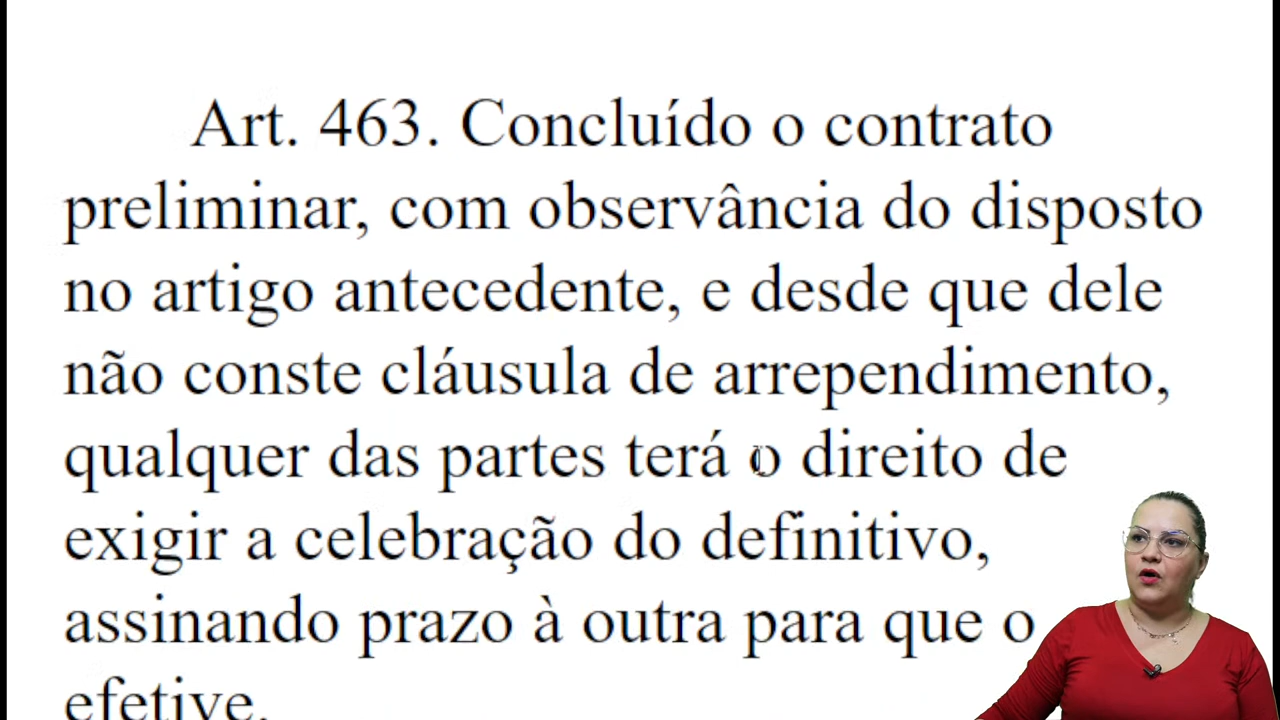 Art. 463. Concluído o contrato
preliminar, com observância do disposto
no artigo antecedente, e desde que dele
não conste cláusula de arrependimento,
qualquer das partes terá o direito de
exigir a celebração do definitivo,
assinando prazo à outra para que o
efetive.